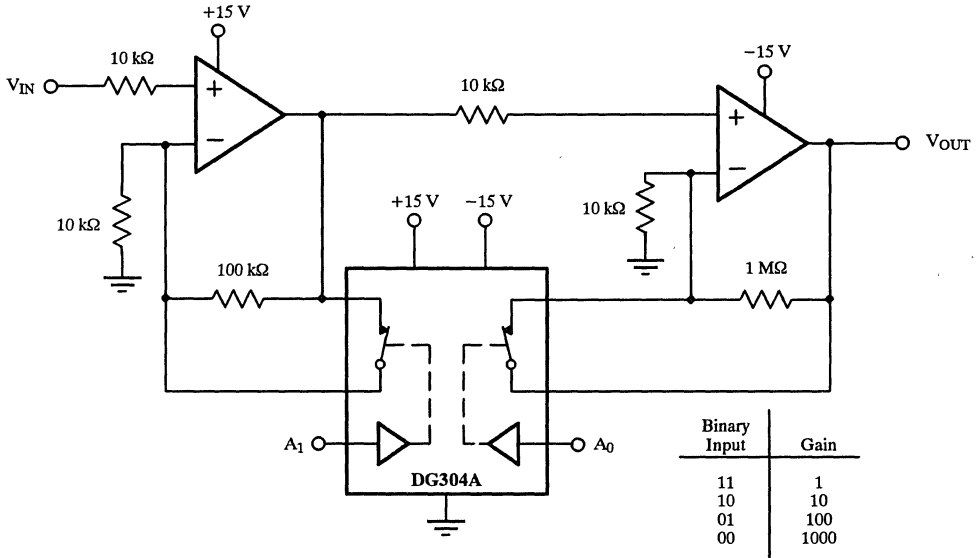 +15 V
10 kΩ
V_IN
+
−
10 kΩ
100 kΩ
10 kΩ
−15 V
+
−
V_OUT
10 kΩ
1 MΩ
+15 V
−15 V
A₁
A₀
DG304A
Binary Input
Gain
11 1
10 10
01 100
00 1000